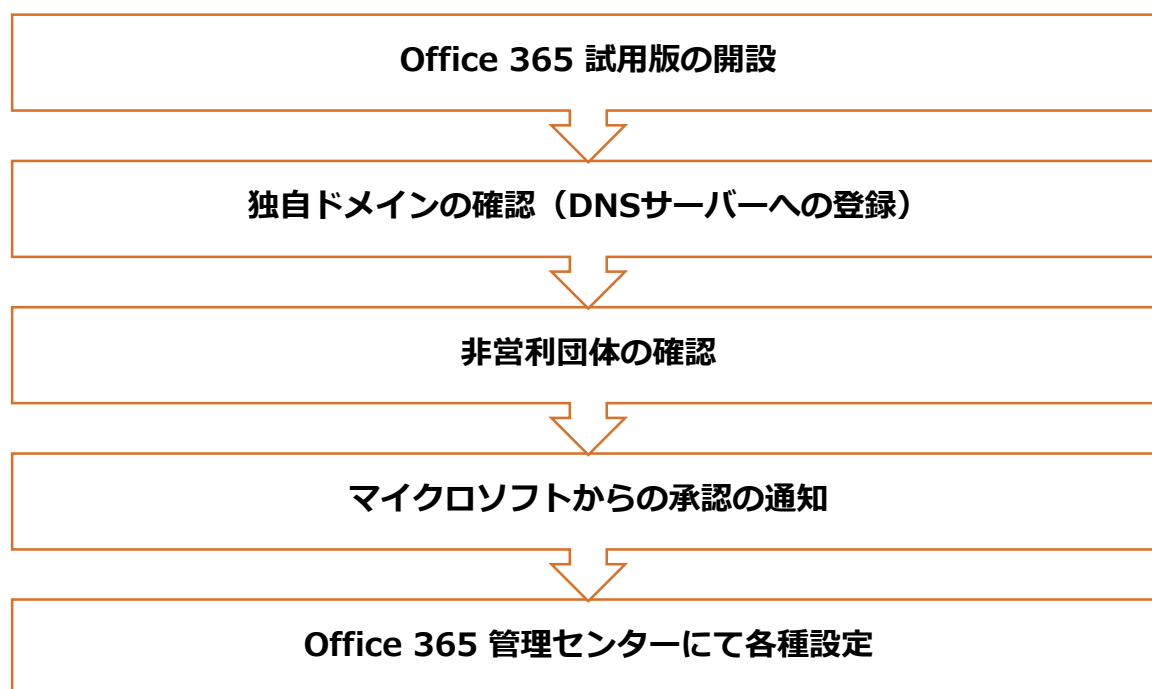 Office 365 試用版の開設
独自ドメインの確認（DNSサーバーへの登録）
非営利団体の確認
マイクロソフトからの承認の通知
Office 365 管理センターにて各種設定